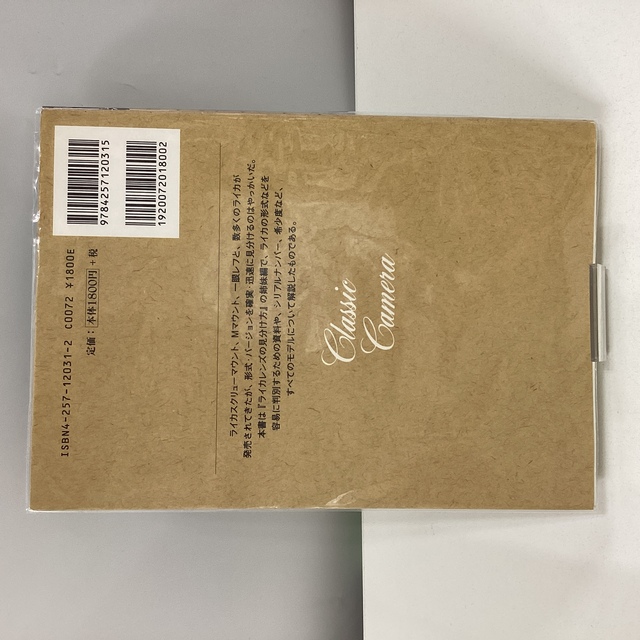 9784257120315
1920072018002
ISBN4-257-12031-2 C0072 ¥1800E
定価：本体1800円+税
ライカスクリューマウント、Mマウント、一眼レフと、数多くのライカが
発売されてきたが、形式・バージョンを確実・迅速に見分けるのはやっかいだ。
本書は『ライカレンズの見分け方』の姉妹編で、ライカの形式などを
容易に判別するための資料や、シリアルナンバー、希少度など、
すべてのモデルについて解説したものである。
Classic
Camera